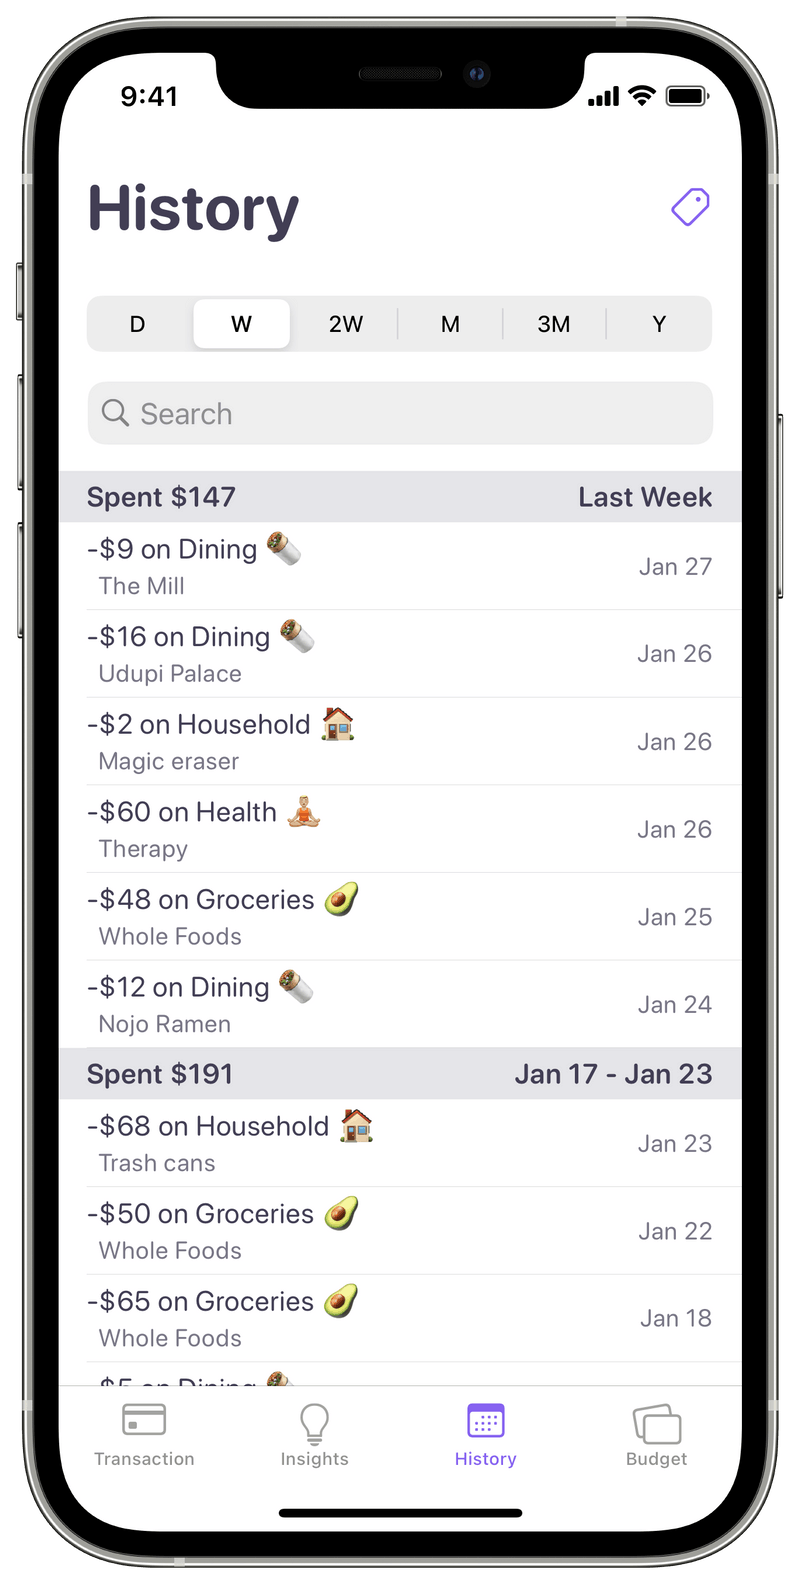 9:41
History
D W 2W M 3M Y
Search
Spent $147 Last Week
-$9 on Dining 🌯
The Mill
Jan 27
-$16 on Dining 🌯
Udupi Palace
Jan 26
-$2 on Household 🏠
Magic eraser
Jan 26
-$60 on Health 🧘🏼
Therapy
Jan 26
-$48 on Groceries 🥑
Whole Foods
Jan 25
-$12 on Dining 🌯
Nojo Ramen
Jan 24
Spent $191 Jan 17 - Jan 23
-$68 on Household 🏠
Trash cans
Jan 23
-$50 on Groceries 🥑
Whole Foods
Jan 22
-$65 on Groceries 🥑
Whole Foods
Jan 18
-$5 on Dining 🌯
Transaction Insights History Budget